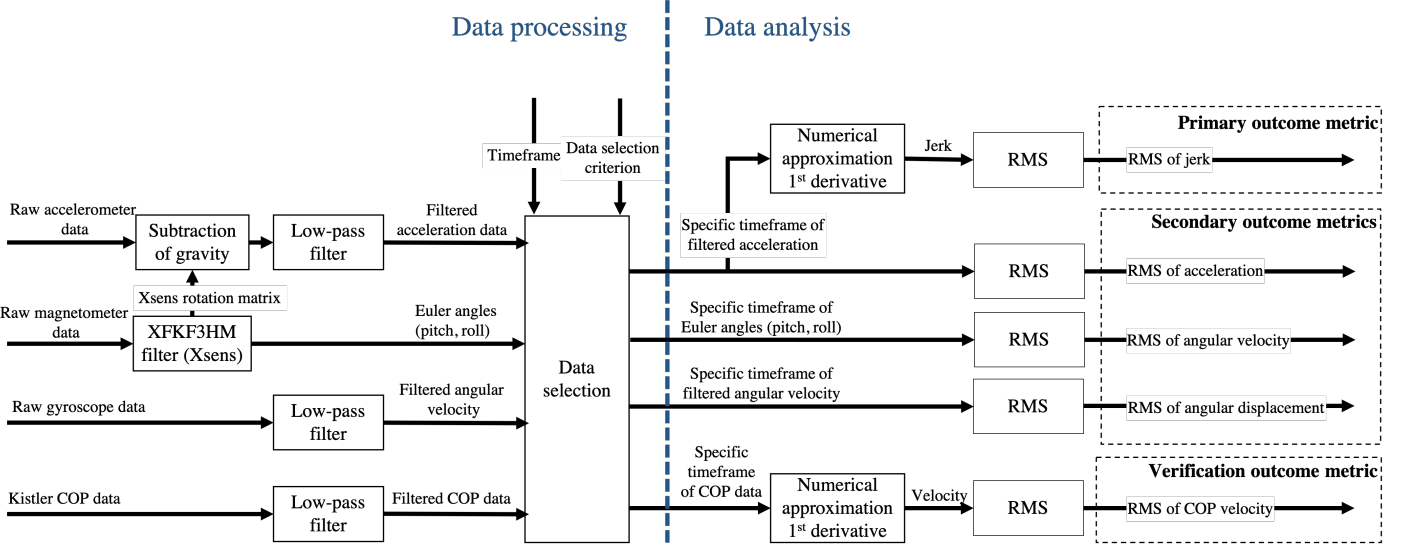 Data processing
Data analysis
Timeframe
Data selection
criterion
Raw accelerometer
data
Subtraction
of gravity
Low-pass
filter
Filtered
acceleration data
Xsens rotation matrix
Raw magnetometer
data
XFKF3HM
filter (Xsens)
Euler angles
(pitch, roll)
Raw gyroscope data
Low-pass
filter
Filtered angular
velocity
Kistler COP data
Low-pass
filter
Filtered COP data
Data
selection
Specific timeframe of
filtered acceleration
Numerical
approximation
1st derivative
Jerk
RMS
Primary outcome metric
RMS of jerk
Secondary outcome metrics
RMS
RMS of acceleration
Specific timeframe of
Euler angles (pitch, roll)
RMS
RMS of angular velocity
Specific timeframe of
filtered angular velocity
RMS
RMS of angular displacement
Specific
timeframe
of COP data
Numerical
approximation
1st derivative
Velocity
RMS
Verification outcome metric
RMS of COP velocity